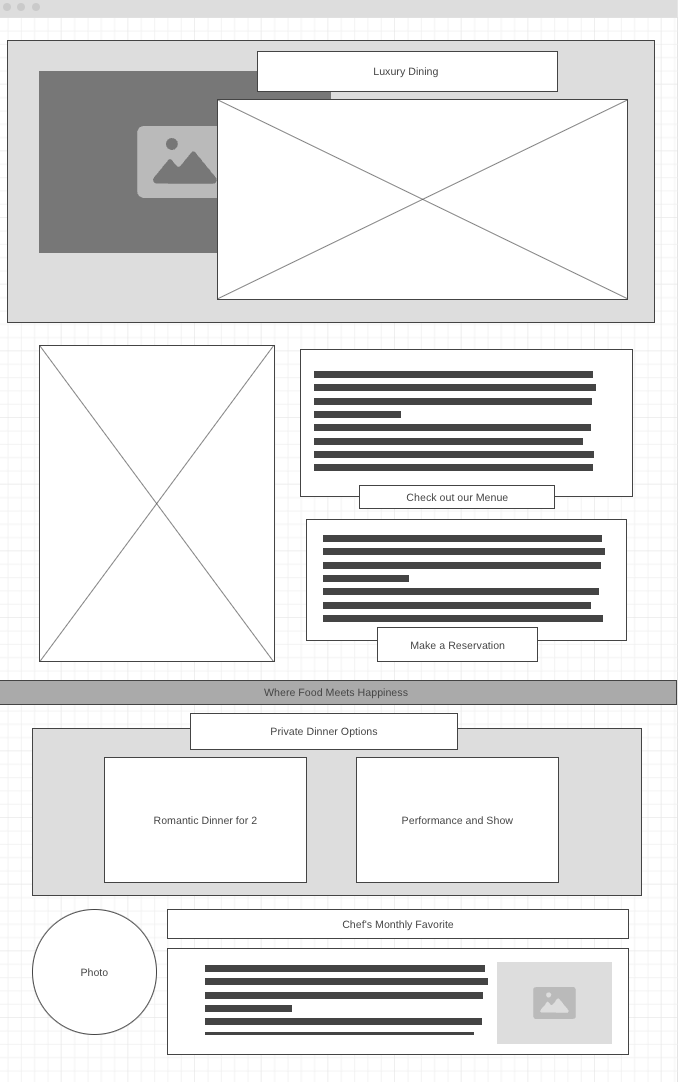 Luxury Dining
Check out our Menue
Make a Reservation
Where Food Meets Happiness
Private Dinner Options
Romantic Dinner for 2
Performance and Show
Chef's Monthly Favorite
Photo